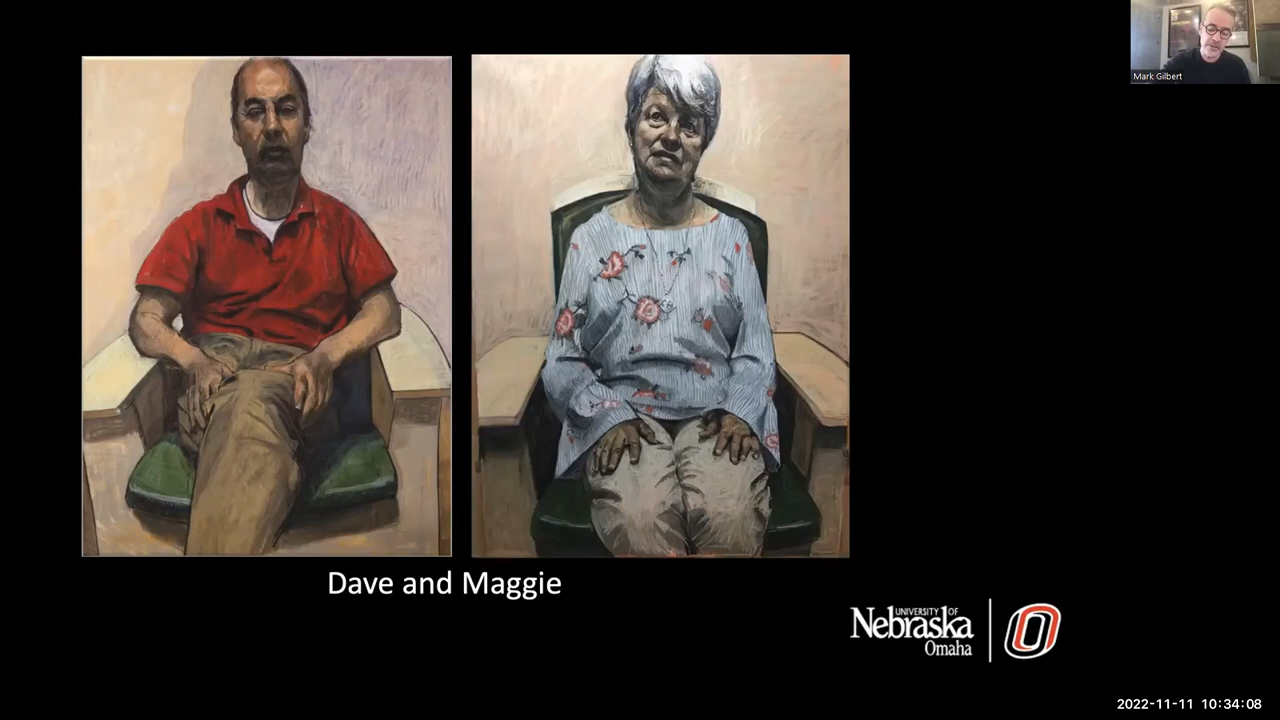 Mark Gilbert
Dave and Maggie
UNIVERSITY OF
Nebraska
Omaha
2022-11-11 10:34:08